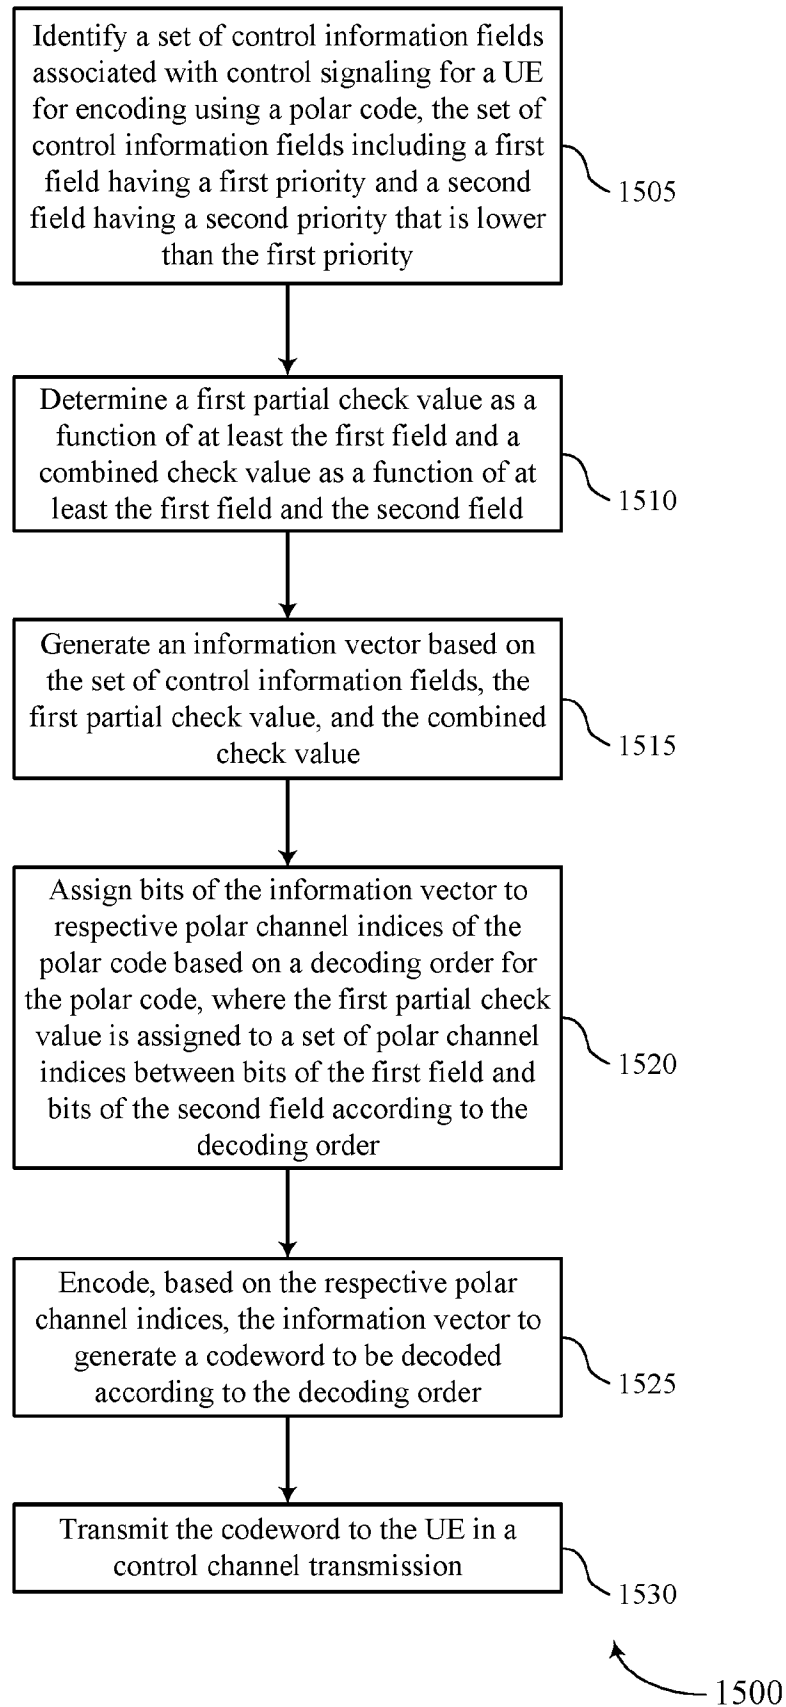 Identify a set of control information fields
associated with control signaling for a UE
for encoding using a polar code, the set of
control information fields including a first
field having a first priority and a second
field having a second priority that is lower
than the first priority
1505
Determine a first partial check value as a
function of at least the first field and a
combined check value as a function of at
least the first field and the second field
1510
Generate an information vector based on
the set of control information fields, the
first partial check value, and the combined
check value
1515
Assign bits of the information vector to
respective polar channel indices of the
polar code based on a decoding order for
the polar code, where the first partial check
value is assigned to a set of polar channel
indices between bits of the first field and
bits of the second field according to the
decoding order
1520
Encode, based on the respective polar
channel indices, the information vector to
generate a codeword to be decoded
according to the decoding order
1525
Transmit the codeword to the UE in a
control channel transmission
1530
1500